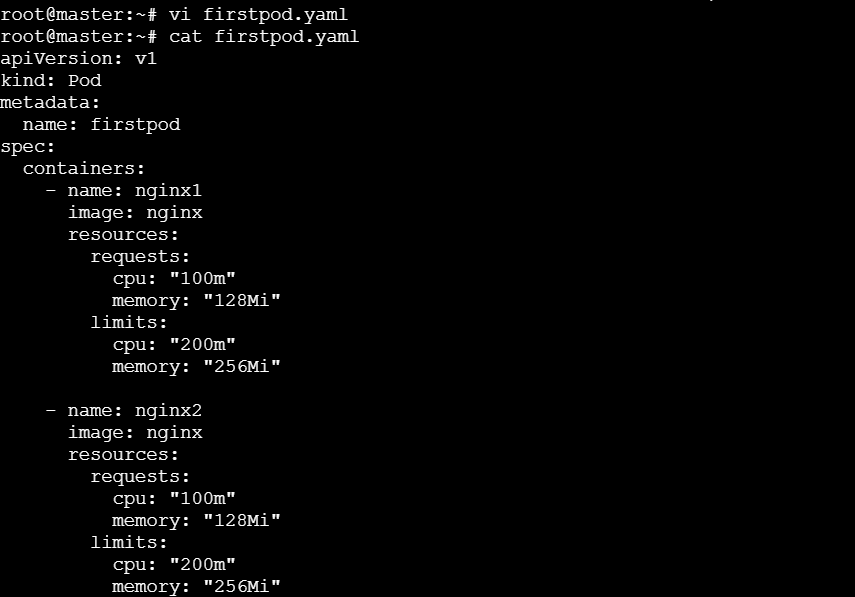 root@master:~# vi firstpod.yaml
root@master:~# cat firstpod.yaml
apiVersion: v1
kind: Pod
metadata:
  name: firstpod
spec:
  containers:
    - name: nginx1
      image: nginx
      resources:
        requests:
          cpu: "100m"
          memory: "128Mi"
        limits:
          cpu: "200m"
          memory: "256Mi"

    - name: nginx2
      image: nginx
      resources:
        requests:
          cpu: "100m"
          memory: "128Mi"
        limits:
          cpu: "200m"
          memory: "256Mi"